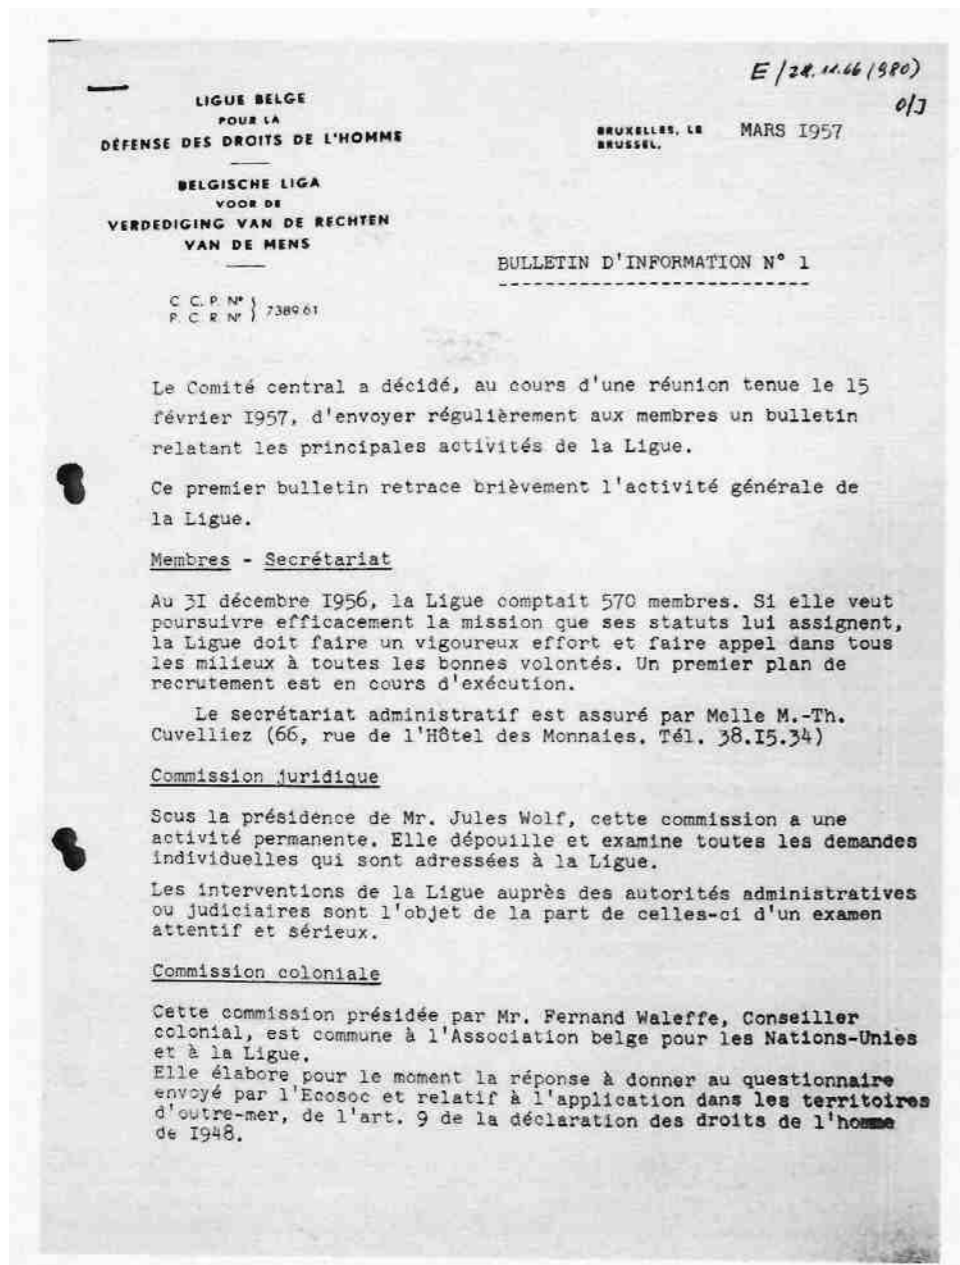 E/28.11.66 (980)
O/J
LIGUE BELGE
POUR LA
DÉFENSE DES DROITS DE L'HOMME
BELGISCHE LIGA
VOOR DE
VERDEDIGING VAN DE RECHTEN
VAN DE MENS
C. C. P. N° } 7389.61
P. C. R. N° }
BRUXELLES, LE
BRUSSEL,
MARS I957
BULLETIN D'INFORMATION N° 1
Le Comité central a décidé, au cours d'une réunion tenue le 15
février I957, d'envoyer régulièrement aux membres un bulletin
relatant les principales activités de la Ligue.
Ce premier bulletin retrace brièvement l'activité générale de
la Ligue.
Membres - Secrétariat
Au 3I décembre I956, la Ligue comptait 570 membres. Si elle veut
poursuivre efficacement la mission que ses statuts lui assignent,
la Ligue doit faire un vigoureux effort et faire appel dans tous
les milieux à toutes les bonnes volontés. Un premier plan de
recrutement est en cours d'exécution.
Le secrétariat administratif est assuré par Melle M.-Th.
Cuvelliez (66, rue de l'Hôtel des Monnaies. Tél. 38.I5.34)
Commission juridique
Sous la présidence de Mr. Jules Wolf, cette commission a une
activité permanente. Elle dépouille et examine toutes les demandes
individuelles qui sont adressées à la Ligue.
Les interventions de la Ligue auprès des autorités administratives
ou judiciaires sont l'objet de la part de celles-ci d'un examen
attentif et sérieux.
Commission coloniale
Cette commission présidée par Mr. Fernand Waleffe, Conseiller
colonial, est commune à l'Association belge pour les Nations-Unies
et à la Ligue.
Elle élabore pour le moment la réponse à donner au questionnaire
envoyé par l'Ecosoc et relatif à l'application dans les territoires
d'outre-mer, de l'art. 9 de la déclaration des droits de l'homme
de I948.